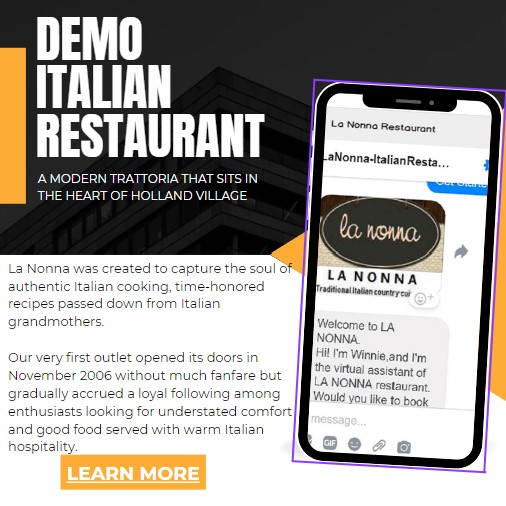 DEMO
ITALIAN
RESTAURANT
A MODERN TRATTORIA THAT SITS IN
THE HEART OF HOLLAND VILLAGE
La Nonna was created to capture the soul of
authentic Italian cooking, time-honored
recipes passed down from Italian
grandmothers.
Our very first outlet opened its doors in
November 2006 without much fanfare but
gradually accrued a loyal following among
enthusiasts looking for understated comfort
and good food served with warm Italian
hospitality.
LEARN MORE
La Nonna Restaurant
LaNonna-ItalianResta...
la nonna
LA NONNA
Traditional Italian country
Welcome to LA
NONNA.
Hi! I'm Winnie,and I'm
the virtual assistant of
LA NONNA restaurant.
Would you like to book
message...
GIF